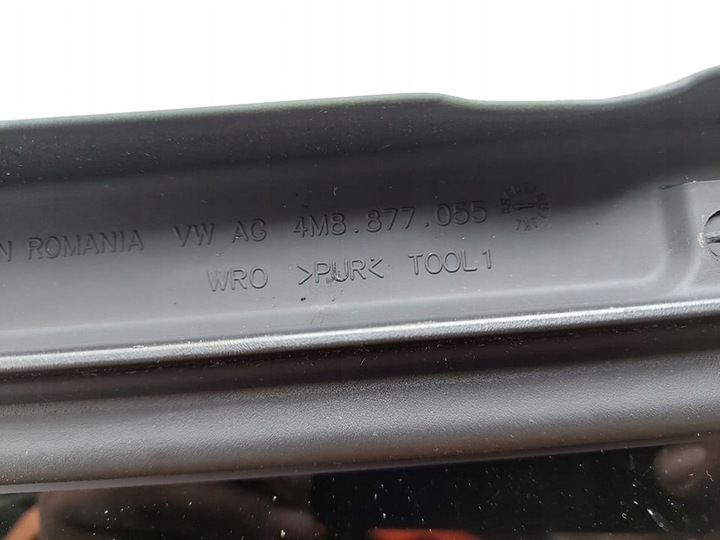 N ROMANIA VW AG 4M8.877.055
WRO >PUR< TOOL1